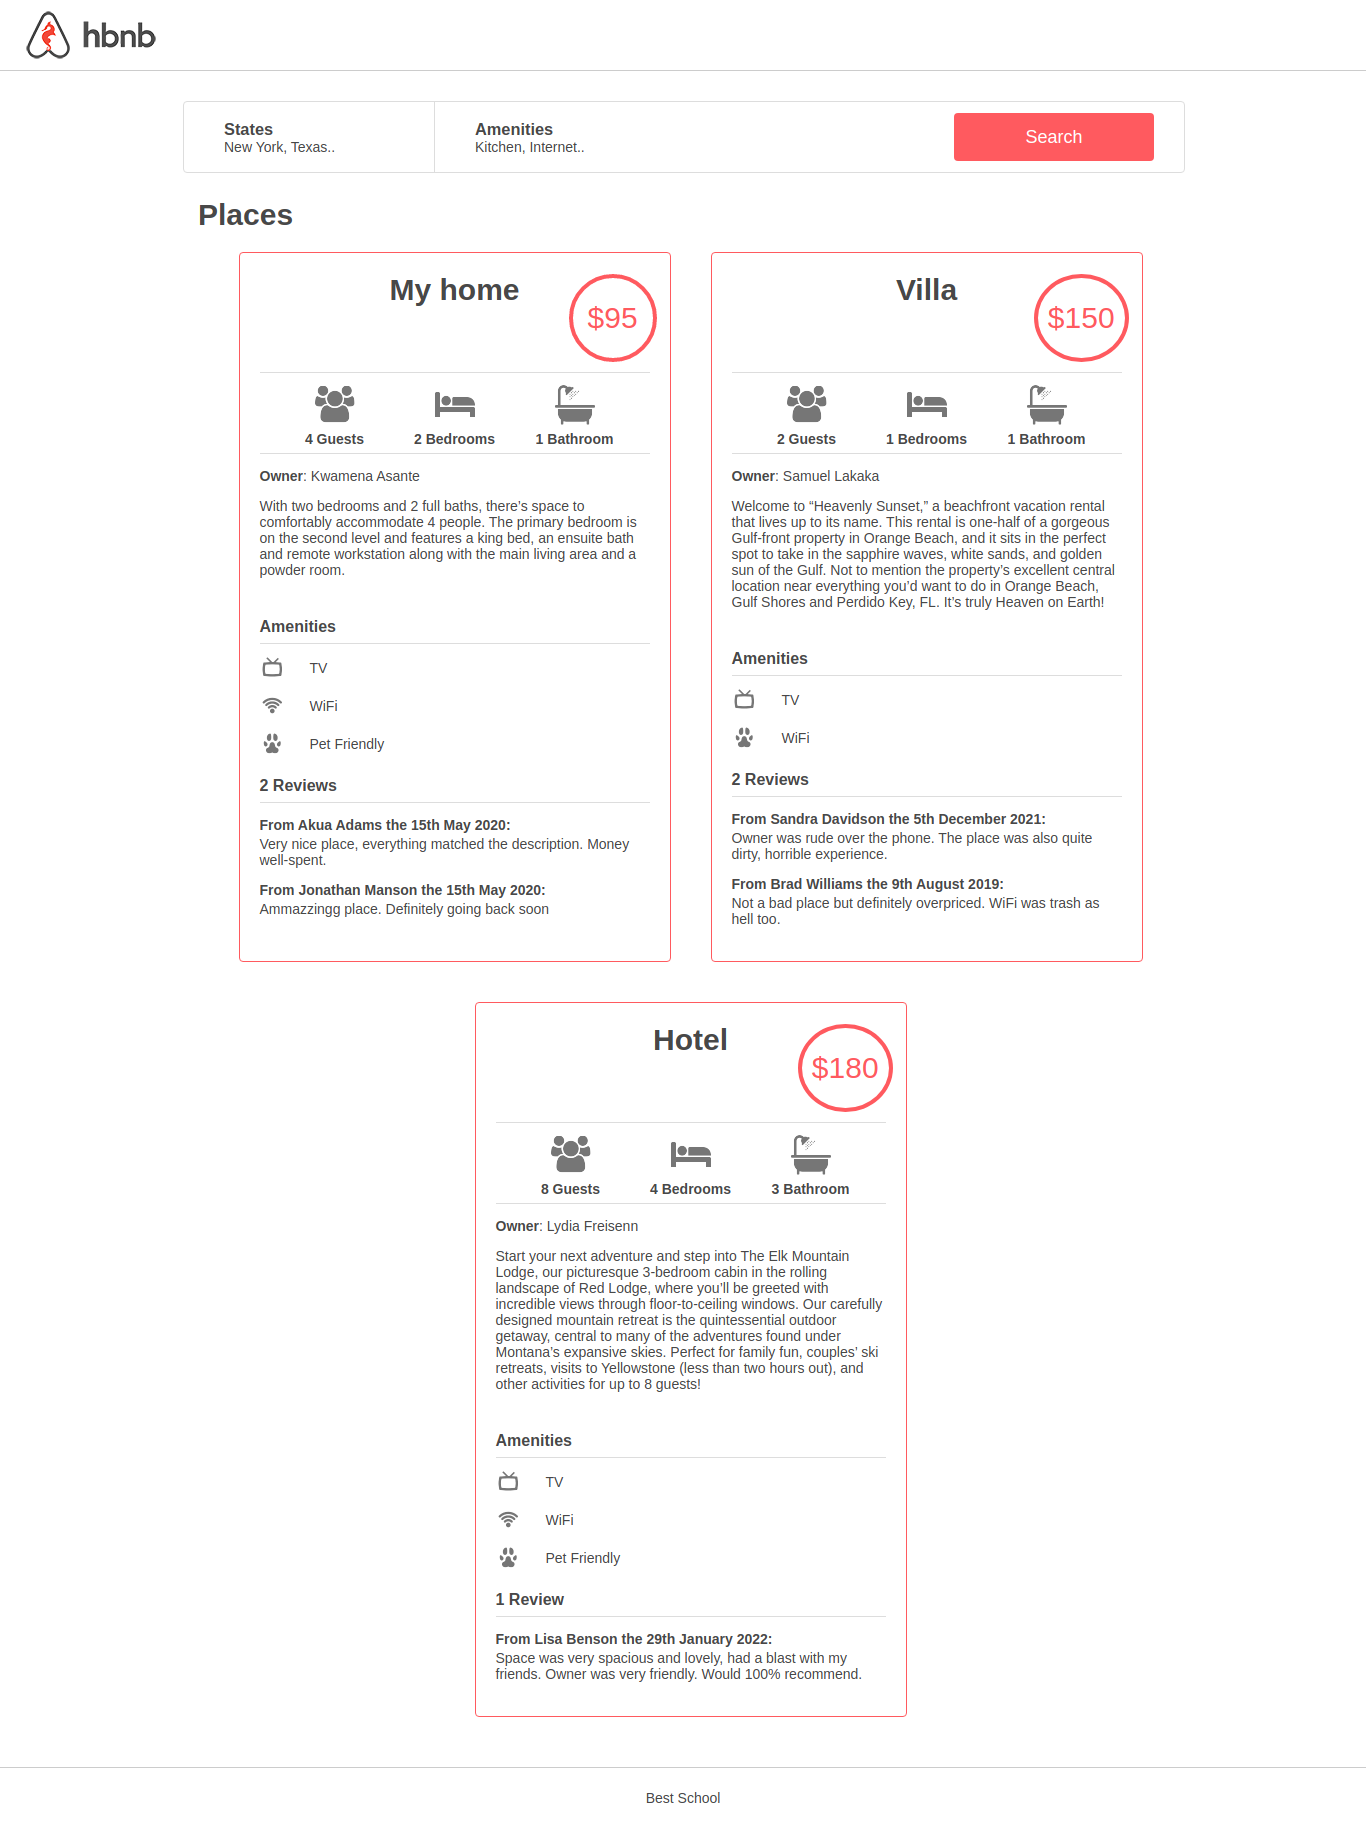 hbnb
States
New York, Texas..
Amenities
Kitchen, Internet..
Search
Places
My home
$95
4 Guests
2 Bedrooms
1 Bathroom
Owner: Kwamena Asante
With two bedrooms and 2 full baths, there’s space to
comfortably accommodate 4 people. The primary bedroom is
on the second level and features a king bed, an ensuite bath
and remote workstation along with the main living area and a
powder room.
Amenities
TV
WiFi
Pet Friendly
2 Reviews
From Akua Adams the 15th May 2020:
Very nice place, everything matched the description. Money
well-spent.
From Jonathan Manson the 15th May 2020:
Ammazzingg place. Definitely going back soon
Villa
$150
2 Guests
1 Bedrooms
1 Bathroom
Owner: Samuel Lakaka
Welcome to “Heavenly Sunset,” a beachfront vacation rental
that lives up to its name. This rental is one-half of a gorgeous
Gulf-front property in Orange Beach, and it sits in the perfect
spot to take in the sapphire waves, white sands, and golden
sun of the Gulf. Not to mention the property’s excellent central
location near everything you’d want to do in Orange Beach,
Gulf Shores and Perdido Key, FL. It’s truly Heaven on Earth!
Amenities
TV
WiFi
2 Reviews
From Sandra Davidson the 5th December 2021:
Owner was rude over the phone. The place was also quite
dirty, horrible experience.
From Brad Williams the 9th August 2019:
Not a bad place but definitely overpriced. WiFi was trash as
hell too.
Hotel
$180
8 Guests
4 Bedrooms
3 Bathroom
Owner: Lydia Freisenn
Start your next adventure and step into The Elk Mountain
Lodge, our picturesque 3-bedroom cabin in the rolling
landscape of Red Lodge, where you’ll be greeted with
incredible views through floor-to-ceiling windows. Our carefully
designed mountain retreat is the quintessential outdoor
getaway, central to many of the adventures found under
Montana’s expansive skies. Perfect for family fun, couples’ ski
retreats, visits to Yellowstone (less than two hours out), and
other activities for up to 8 guests!
Amenities
TV
WiFi
Pet Friendly
1 Review
From Lisa Benson the 29th January 2022:
Space was very spacious and lovely, had a blast with my
friends. Owner was very friendly. Would 100% recommend.
Best School